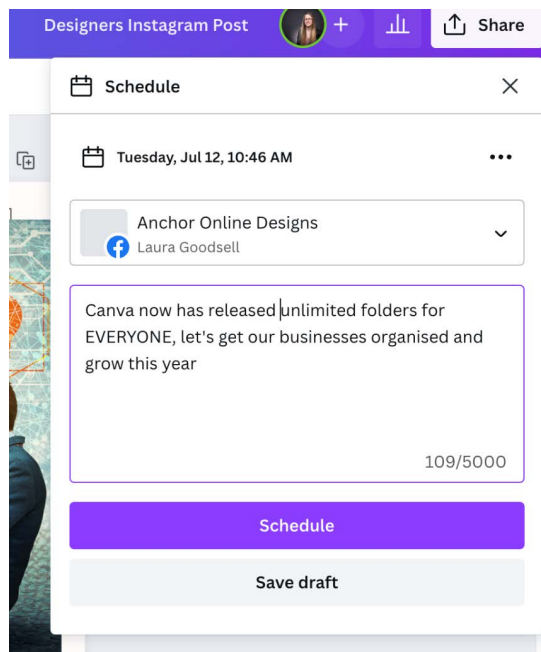 Designers Instagram Post
Share
Schedule
Tuesday, Jul 12, 10:46 AM
Anchor Online Designs
Laura Goodsell
Canva now has released unlimited folders for
EVERYONE, let's get our businesses organised and
grow this year
109/5000
Schedule
Save draft